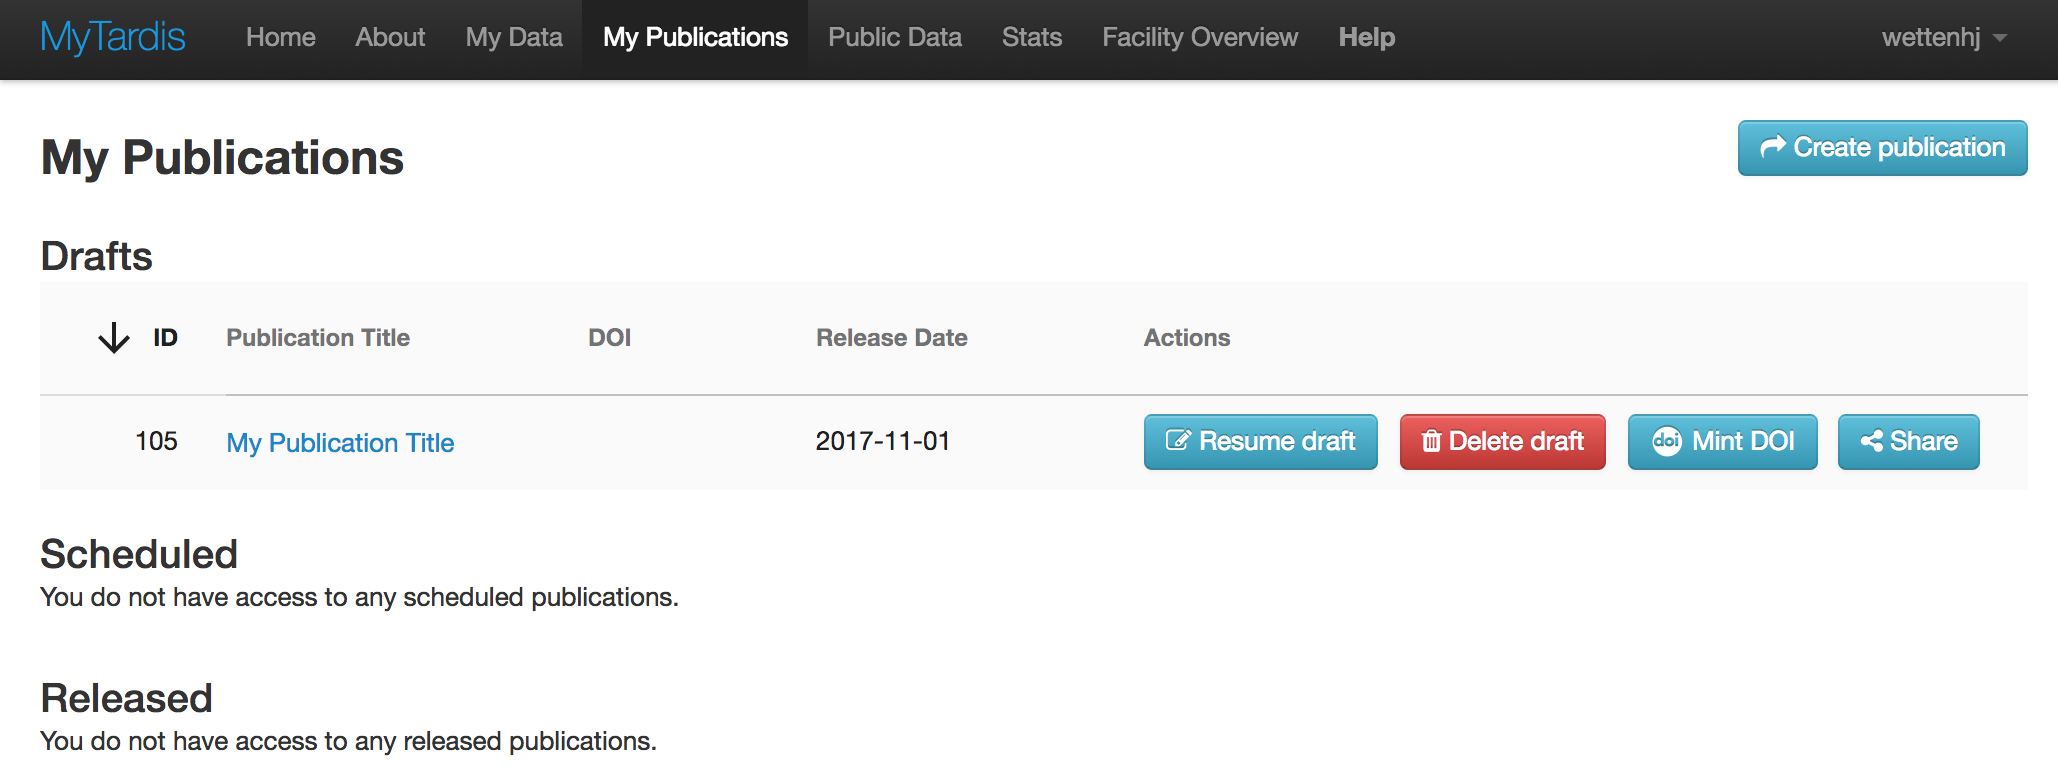 MyTardis Home About My Data My Publications Public Data Stats Facility Overview Help wettenhj
My Publications Create publication
Drafts
ID Publication Title DOI Release Date Actions
105 My Publication Title 2017-11-01 Resume draft Delete draft doi Mint DOI Share
Scheduled
You do not have access to any scheduled publications.
Released
You do not have access to any released publications.